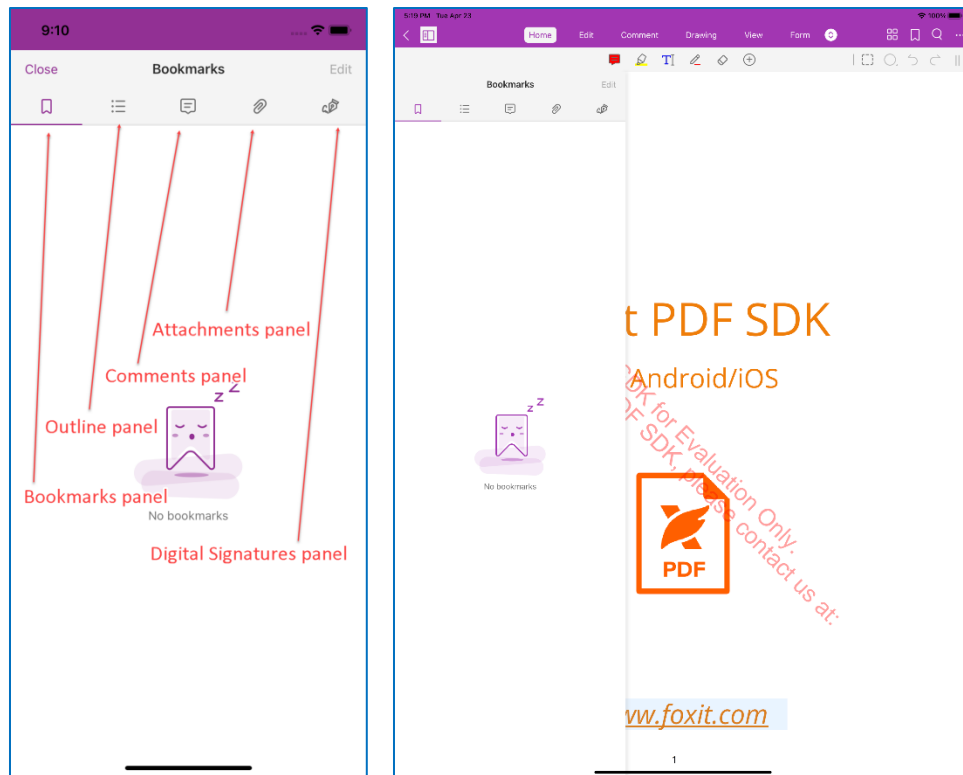 9:10
Close Bookmarks Edit
Attachments panel
Comments panel
z z
Outline panel
Bookmarks panel
No bookmarks
Digital Signatures panel
5:19 PM Tue Apr 23 100%
Home Edit Comment Drawing View Form
T
Bookmarks Edit
z z
No bookmarks
t PDF SDK
Android/iOS
SDK for Evaluation Only.
DF SDK, please contact us at:
PDF
ww.foxit.com
1